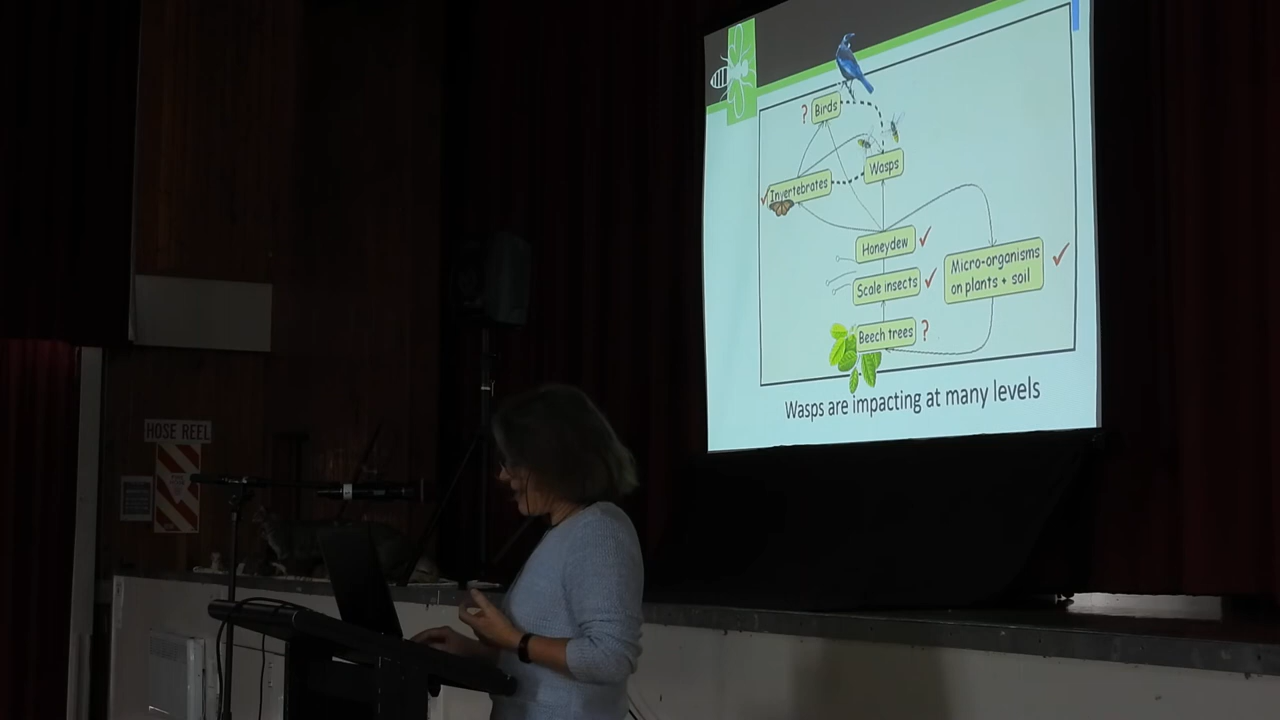 ? Birds
Wasps
Invertebrates
Honeydew
Micro-organisms
on plants + soil
Scale insects
Beech trees ?
Wasps are impacting at many levels
HOSE REEL